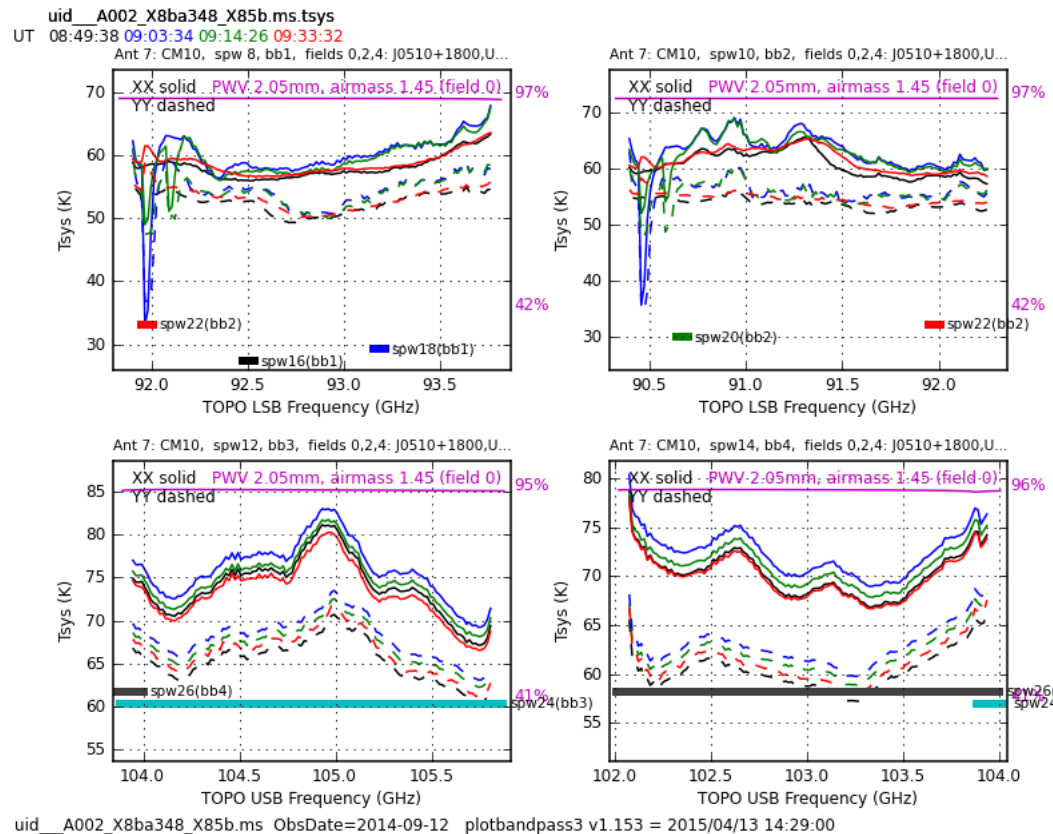 uid___A002_X8ba348_X85b.ms.tsys
UT 08:49:38 09:03:34 09:14:26 09:33:32
Ant 7: CM10, spw 8, bb1, fields 0,2,4: J0510+1800,U...
XX solid PWV 2.05mm, airmass 1.45 (field 0)
YY dashed
97%
42%
70
60
50
40
30
Tsys (K)
spw22(bb2)
spw18(bb1)
spw16(bb1)
92.0 92.5 93.0 93.5
TOPO LSB Frequency (GHz)
Ant 7: CM10, spw10, bb2, fields 0,2,4: J0510+1800,U...
XX solid PWV 2.05mm, airmass 1.45 (field 0)
YY dashed
97%
42%
70
60
50
40
30
Tsys (K)
spw22(bb2)
spw20(bb2)
90.5 91.0 91.5 92.0
TOPO LSB Frequency (GHz)
Ant 7: CM10, spw12, bb3, fields 0,2,4: J0510+1800,U...
XX solid PWV 2.05mm, airmass 1.45 (field 0)
YY dashed
95%
41%
85
80
75
70
65
60
55
Tsys (K)
spw26(bb4)
spw24(bb3)
104.0 104.5 105.0 105.5
TOPO USB Frequency (GHz)
Ant 7: CM10, spw14, bb4, fields 0,2,4: J0510+1800,U...
XX solid PWV 2.05mm, airmass 1.45 (field 0)
YY dashed
96%
80
75
70
65
60
55
Tsys (K)
spw26
spw24
102.0 102.5 103.0 103.5 104.0
TOPO USB Frequency (GHz)
uid___A002_X8ba348_X85b.ms ObsDate=2014-09-12 plotbandpass3 v1.153 = 2015/04/13 14:29:00